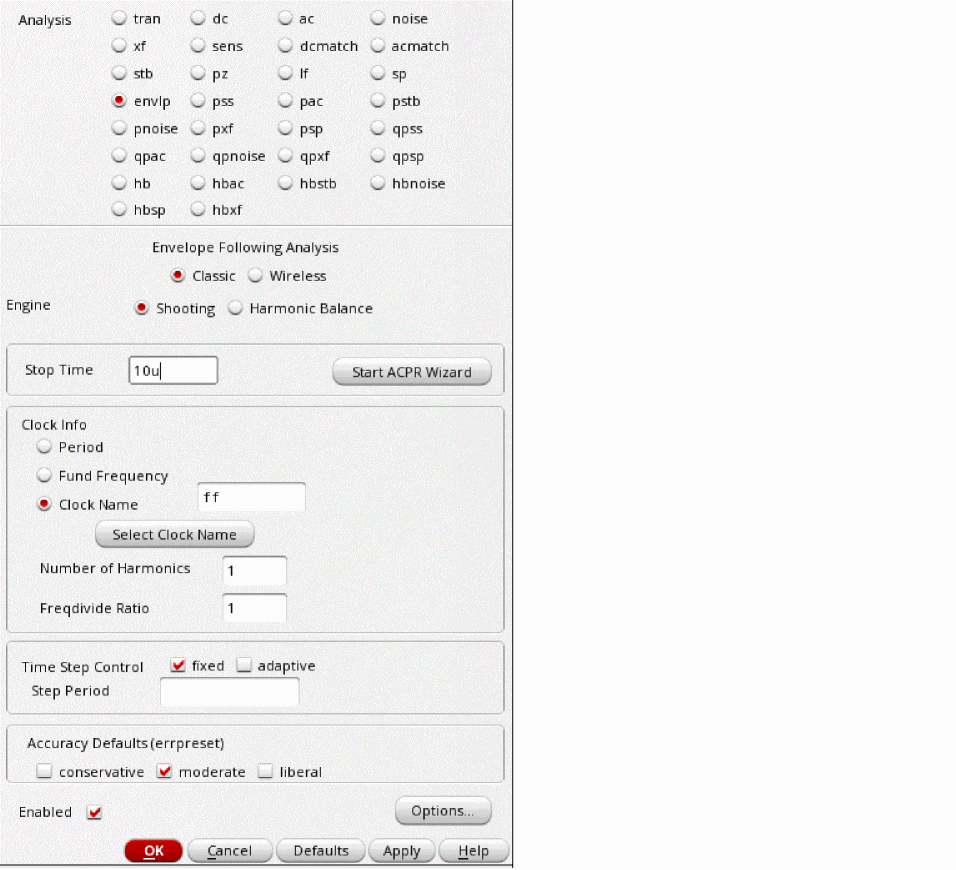 Analysis tran dc ac noise
xf sens dcmatch acmatch
stb pz lf sp
envlp pss pac pstb
pnoise pxf psp qpss
qpac qpnoise qpxf qpsp
hb hbac hbstb hbnoise
hbsp hbxf
Envelope Following Analysis
Classic Wireless
Engine Shooting Harmonic Balance
Stop Time 10u Start ACPR Wizard
Clock Info
Period
Fund Frequency
Clock Name ff
Select Clock Name
Number of Harmonics 1
Freqdivide Ratio 1
Time Step Control fixed adaptive
Step Period
Accuracy Defaults (errpreset)
conservative moderate liberal
Enabled Options...
OK Cancel Defaults Apply Help